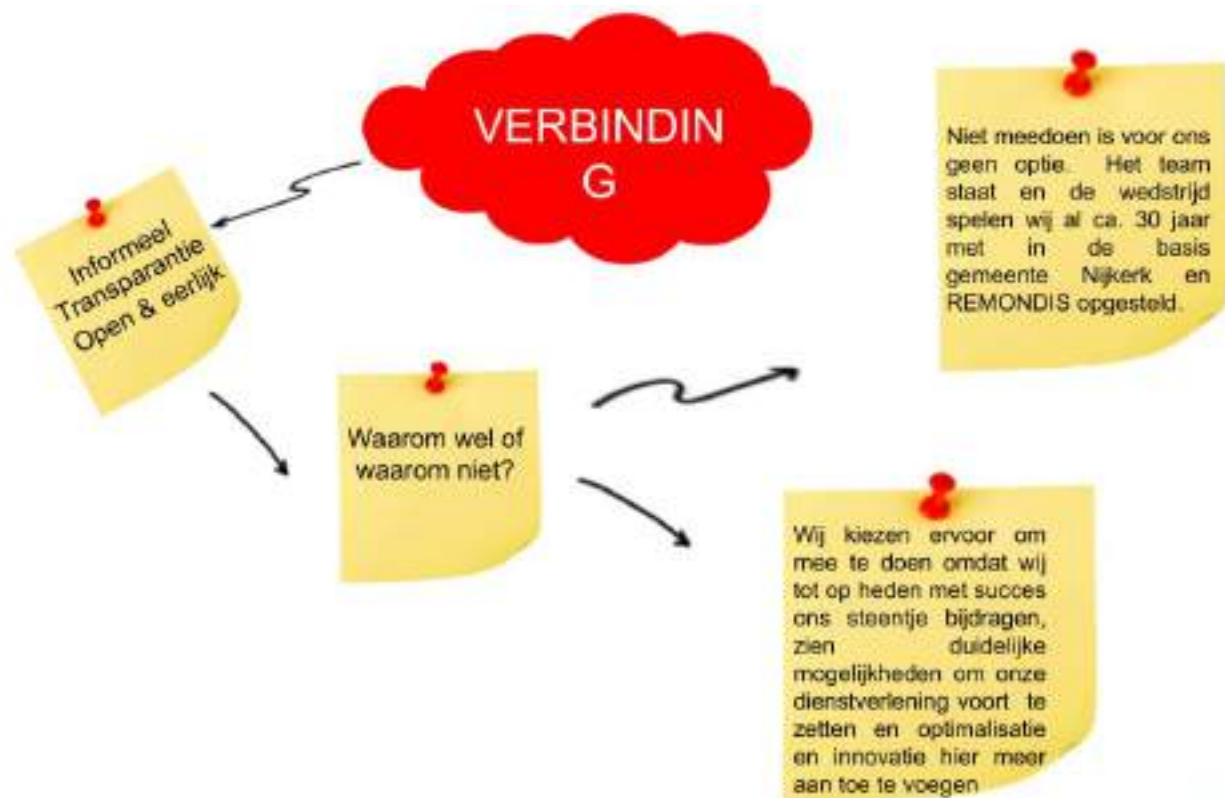 VERBINDIN
G
Informeel
Transparantie
Open & eerlijk
Waarom wel of
waarom niet?
Niet meedoen is voor ons
geen optie. Het team
staat en de wedstrijd
spelen wij al ca. 30 jaar
met in de basis
gemeente Nijkerk en
REMONDIS opgesteld.
Wij kiezen ervoor om
mee te doen omdat wij
tot op heden met succes
ons steentje bijdragen,
zien duidelijke
mogelijkheden om onze
dienstverlening voort te
zetten en optimalisatie
en innovatie hier meer
aan toe te voegen